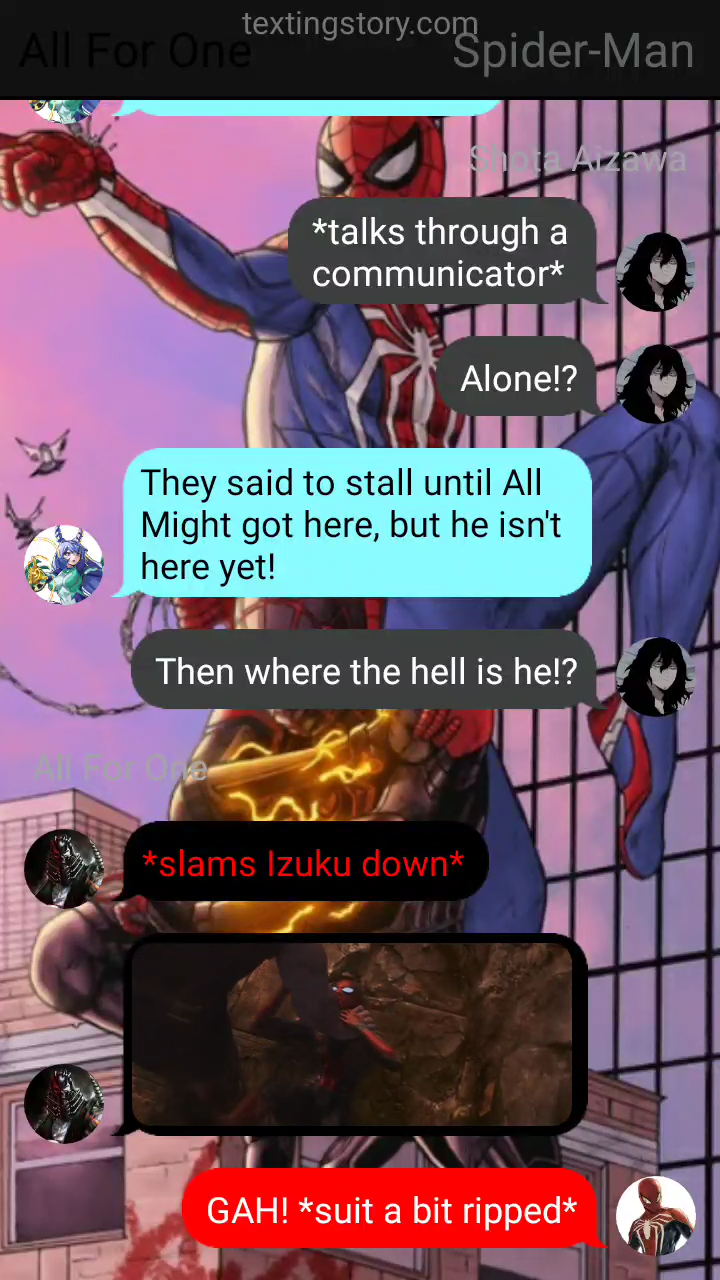 textingstory.com
All For One
Spider-Man
Shota Aizawa
*talks through a
communicator*
Alone!?
They said to stall until All
Might got here, but he isn't
here yet!
Then where the hell is he!?
All For One
*slams Izuku down*
GAH! *suit a bit ripped*